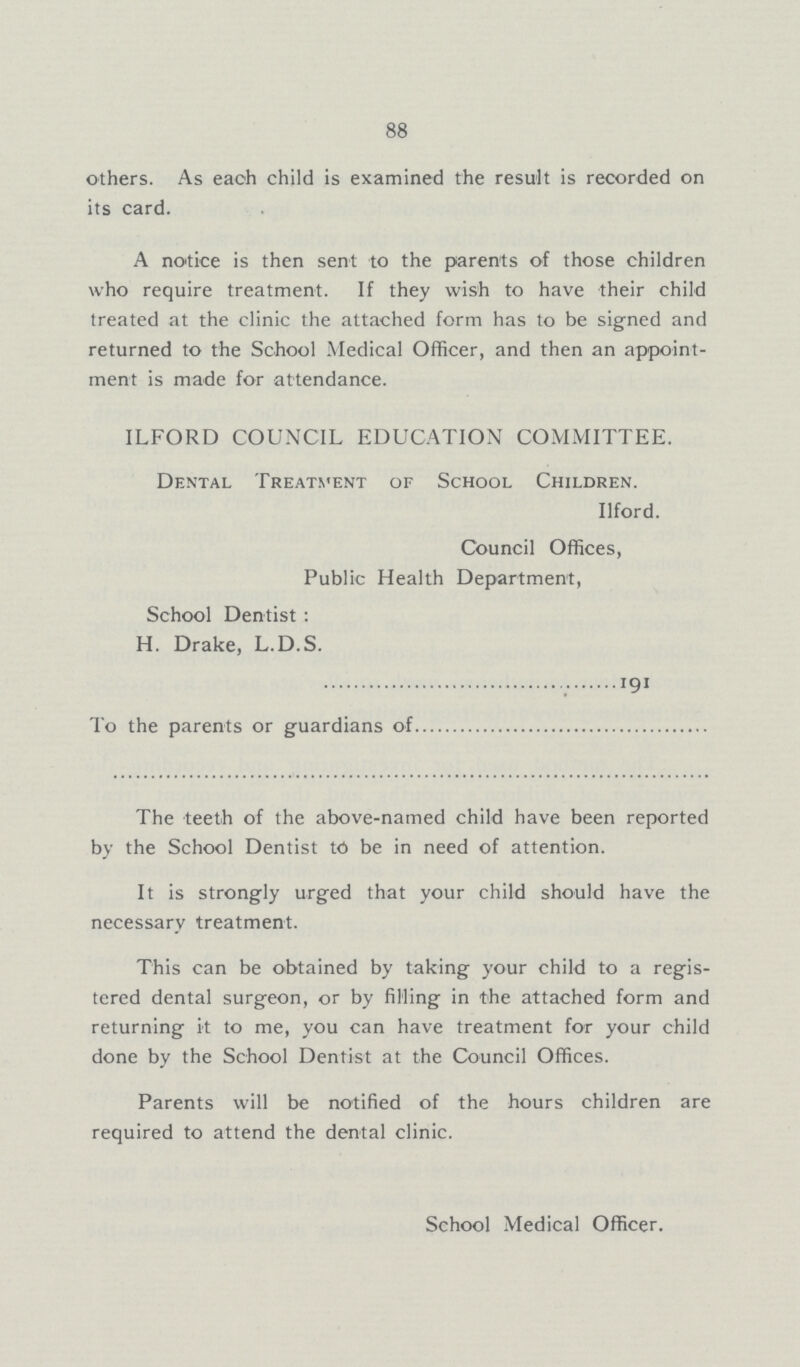 88
others. As each child is examined the result is recorded on
its card.
A notice is then sent to the parents of those children
who require treatment. If they wish to have their child
treated at the clinic the attached form has to be signed and
returned to the School Medical Officer, and then an appoint-
ment is made for attendance.
ILFORD COUNCIL EDUCATION COMMITTEE.
Dental Treatment of School Children.
Ilford.
Council Offices,
Public Health Department,
School Dentist :
H. Drake, L.D.S.
..................................................191
To the parents or guardians of..................................................
....................................................................................................
The teeth of the above-named child have been reported
by the School Dentist to be in need of attention.
It is strongly urged that your child should have the
necessary treatment.
This can be obtained by taking your child to a regis-
tered dental surgeon, or by filling in the attached form and
returning it to me, you can have treatment for your child
done by the School Dentist at the Council Offices.
Parents will be notified of the hours children are
required to attend the dental clinic.
School Medical Officer.